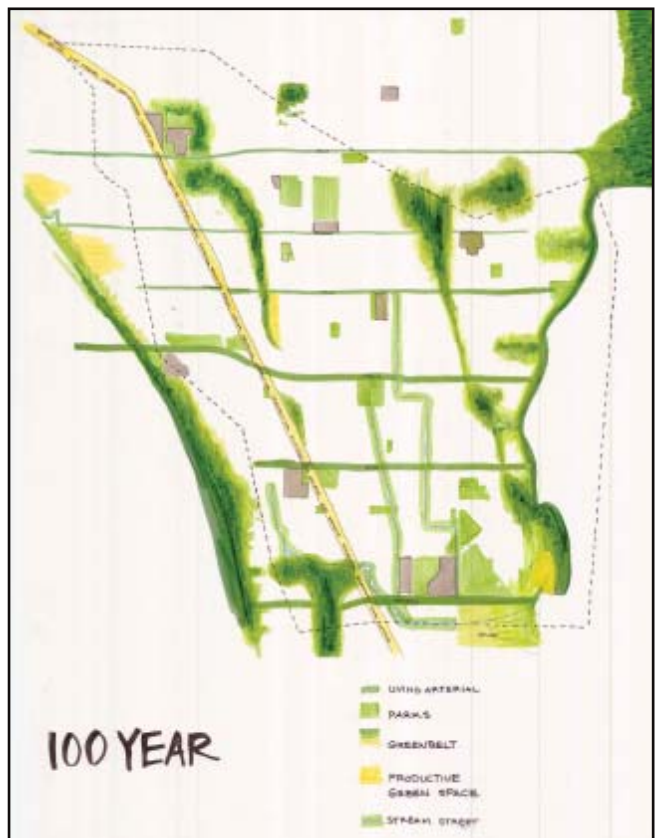 100 YEAR
LIVING ARTERIAL
PARKS
GREENBELT
PRODUCTIVE
GREEN SPACE
STREAM STREET